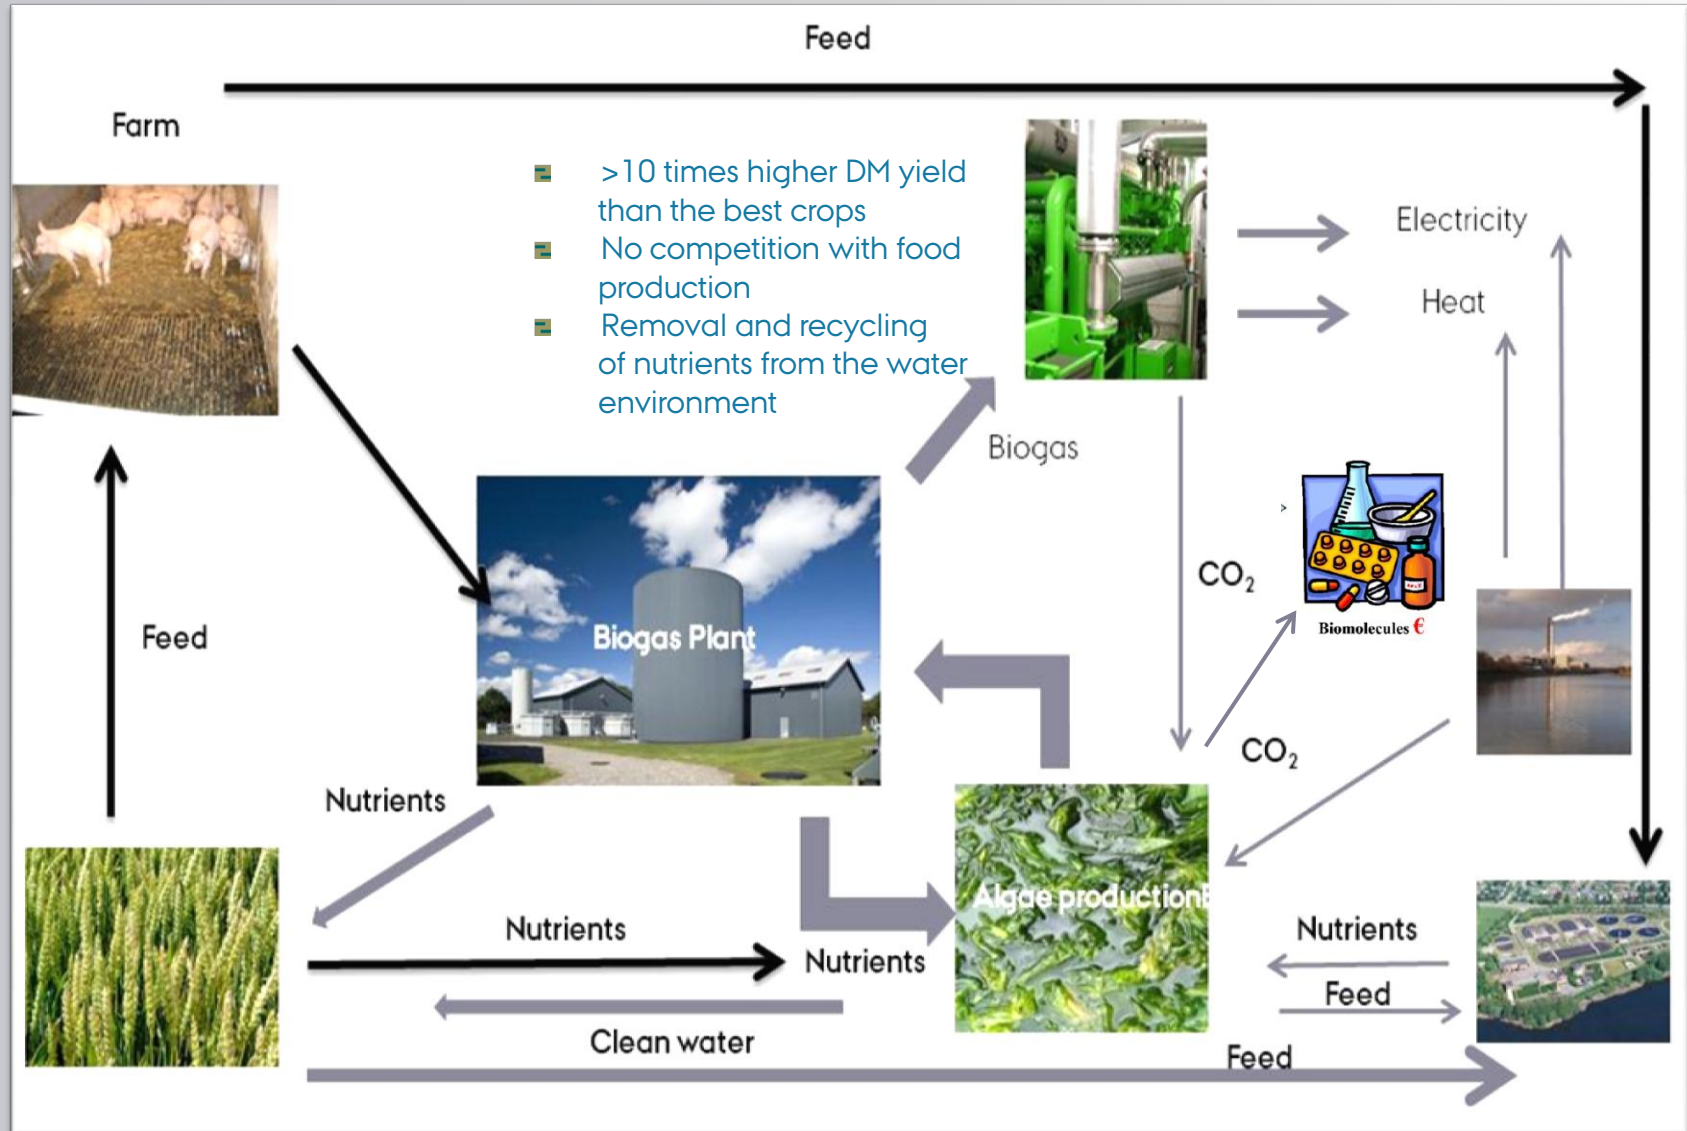 Feed
Farm
>10 times higher DM yield
than the best crops
No competition with food
production
Removal and recycling
of nutrients from the water
environment
Electricity
Heat
Biogas
CO₂
Biomolecules €
Biogas Plant
Feed
CO₂
Nutrients
Algae production
Nutrients
Nutrients
Nutrients
Feed
Clean water
Feed